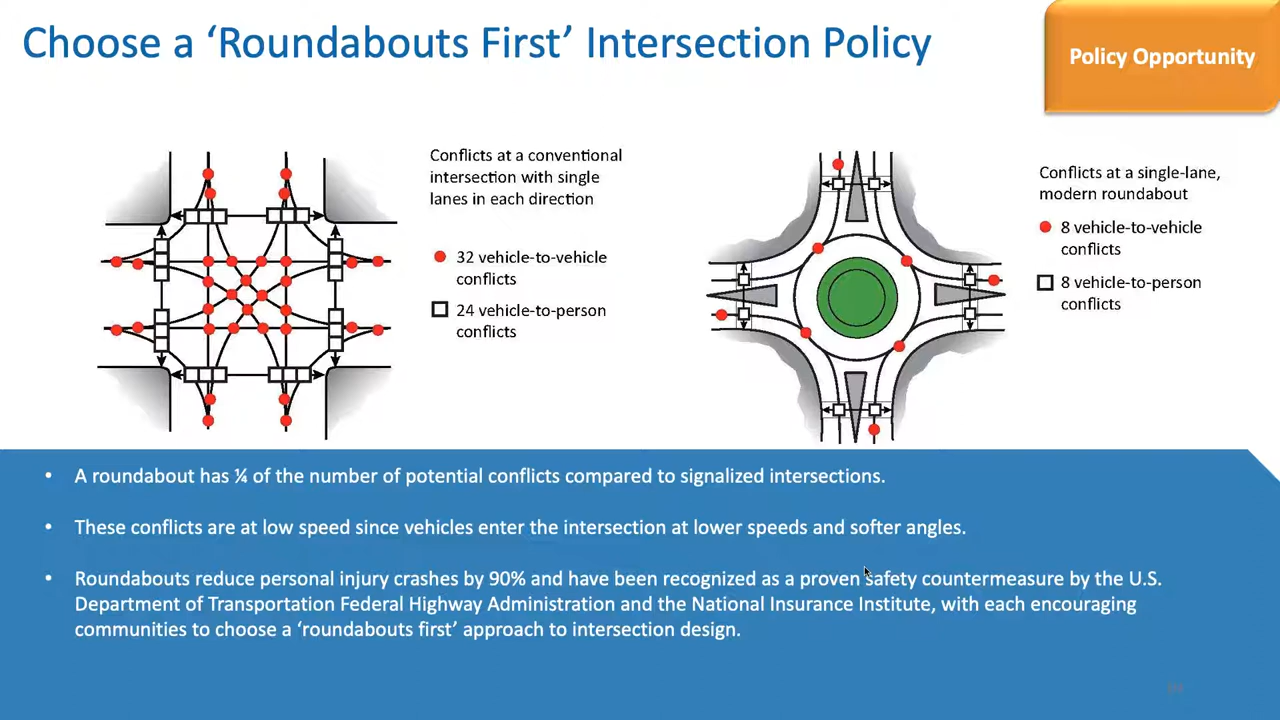 Choose a ‘Roundabouts First’ Intersection Policy
Policy Opportunity
Conflicts at a conventional
intersection with single
lanes in each direction
32 vehicle-to-vehicle
conflicts
24 vehicle-to-person
conflicts
Conflicts at a single-lane,
modern roundabout
8 vehicle-to-vehicle
conflicts
8 vehicle-to-person
conflicts
• A roundabout has ¼ of the number of potential conflicts compared to signalized intersections.
• These conflicts are at low speed since vehicles enter the intersection at lower speeds and softer angles.
• Roundabouts reduce personal injury crashes by 90% and have been recognized as a proven safety countermeasure by the U.S.
Department of Transportation Federal Highway Administration and the National Insurance Institute, with each encouraging
communities to choose a ‘roundabouts first’ approach to intersection design.